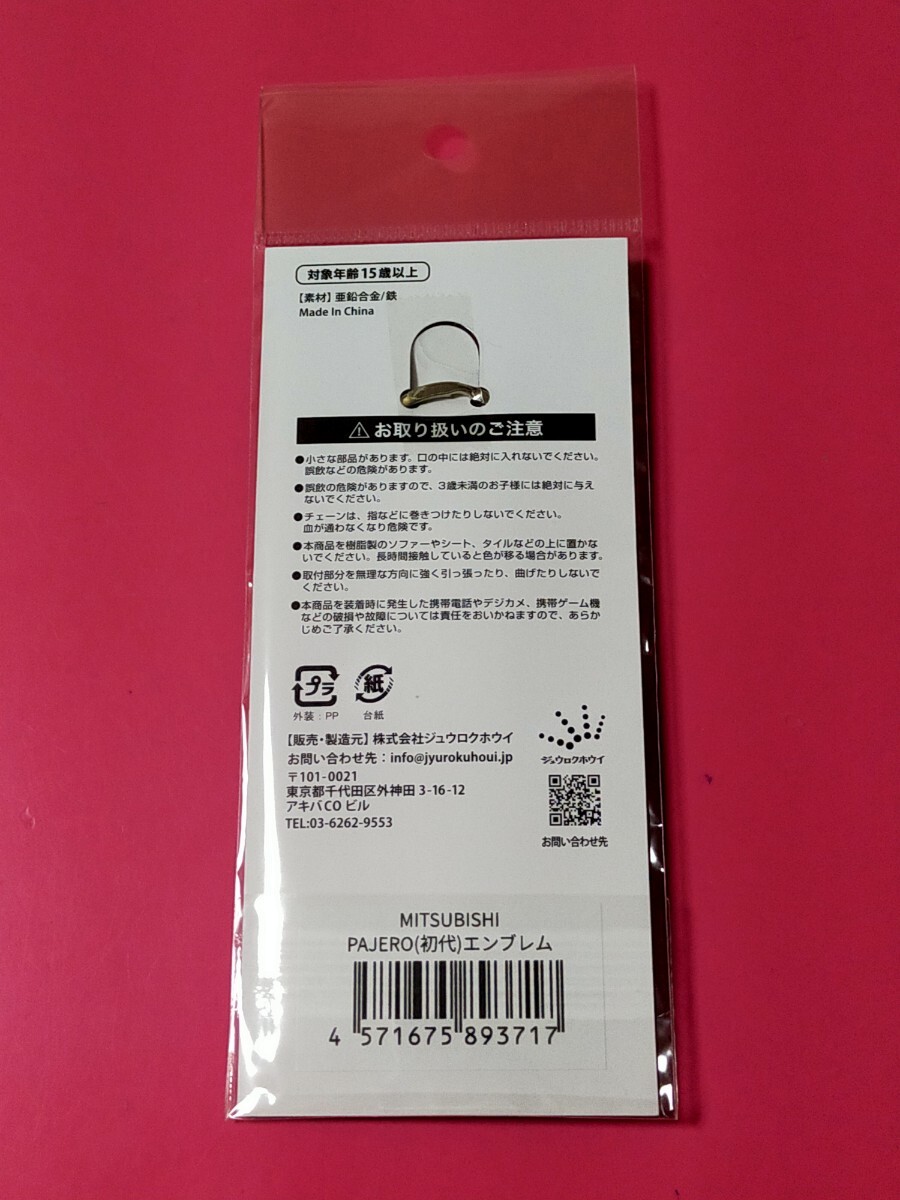 対象年齢15歳以上
【素材】亜鉛合金/鉄
Made In China
⚠ お取り扱いのご注意
●小さな部品があります。口の中には絶対に入れないでください。
誤飲などの危険があります。
●誤飲の危険がありますので、3歳未満のお子様には絶対に与え
ないでください。
●チェーンは、指などに巻きつけたりしないでください。
血が通わなくなり危険です。
●本商品を樹脂製のソファーやシート、タイルなどの上に置かな
いでください。長時間接触していると色が移る場合があります。
●取付部分を無理な方向に強く引っ張ったり、曲げたりしないで
ください。
●本商品を装着時に発生した携帯電話やデジカメ、携帯ゲーム機
などの破損や故障については責任をおいかねますので、あらか
じめご了承ください。
プラ
外装:PP
紙
台紙
【販売・製造元】株式会社ジュウロクホウイ
お問い合わせ先:info@jyurokuhoui.jp
〒101-0021
東京都千代田区外神田 3-16-12
アキバCO ビル
TEL:03-6262-9553
ジュウロクホウイ
お問い合わせ先
MITSUBISHI
PAJERO(初代)エンブレム
4 571675 893717